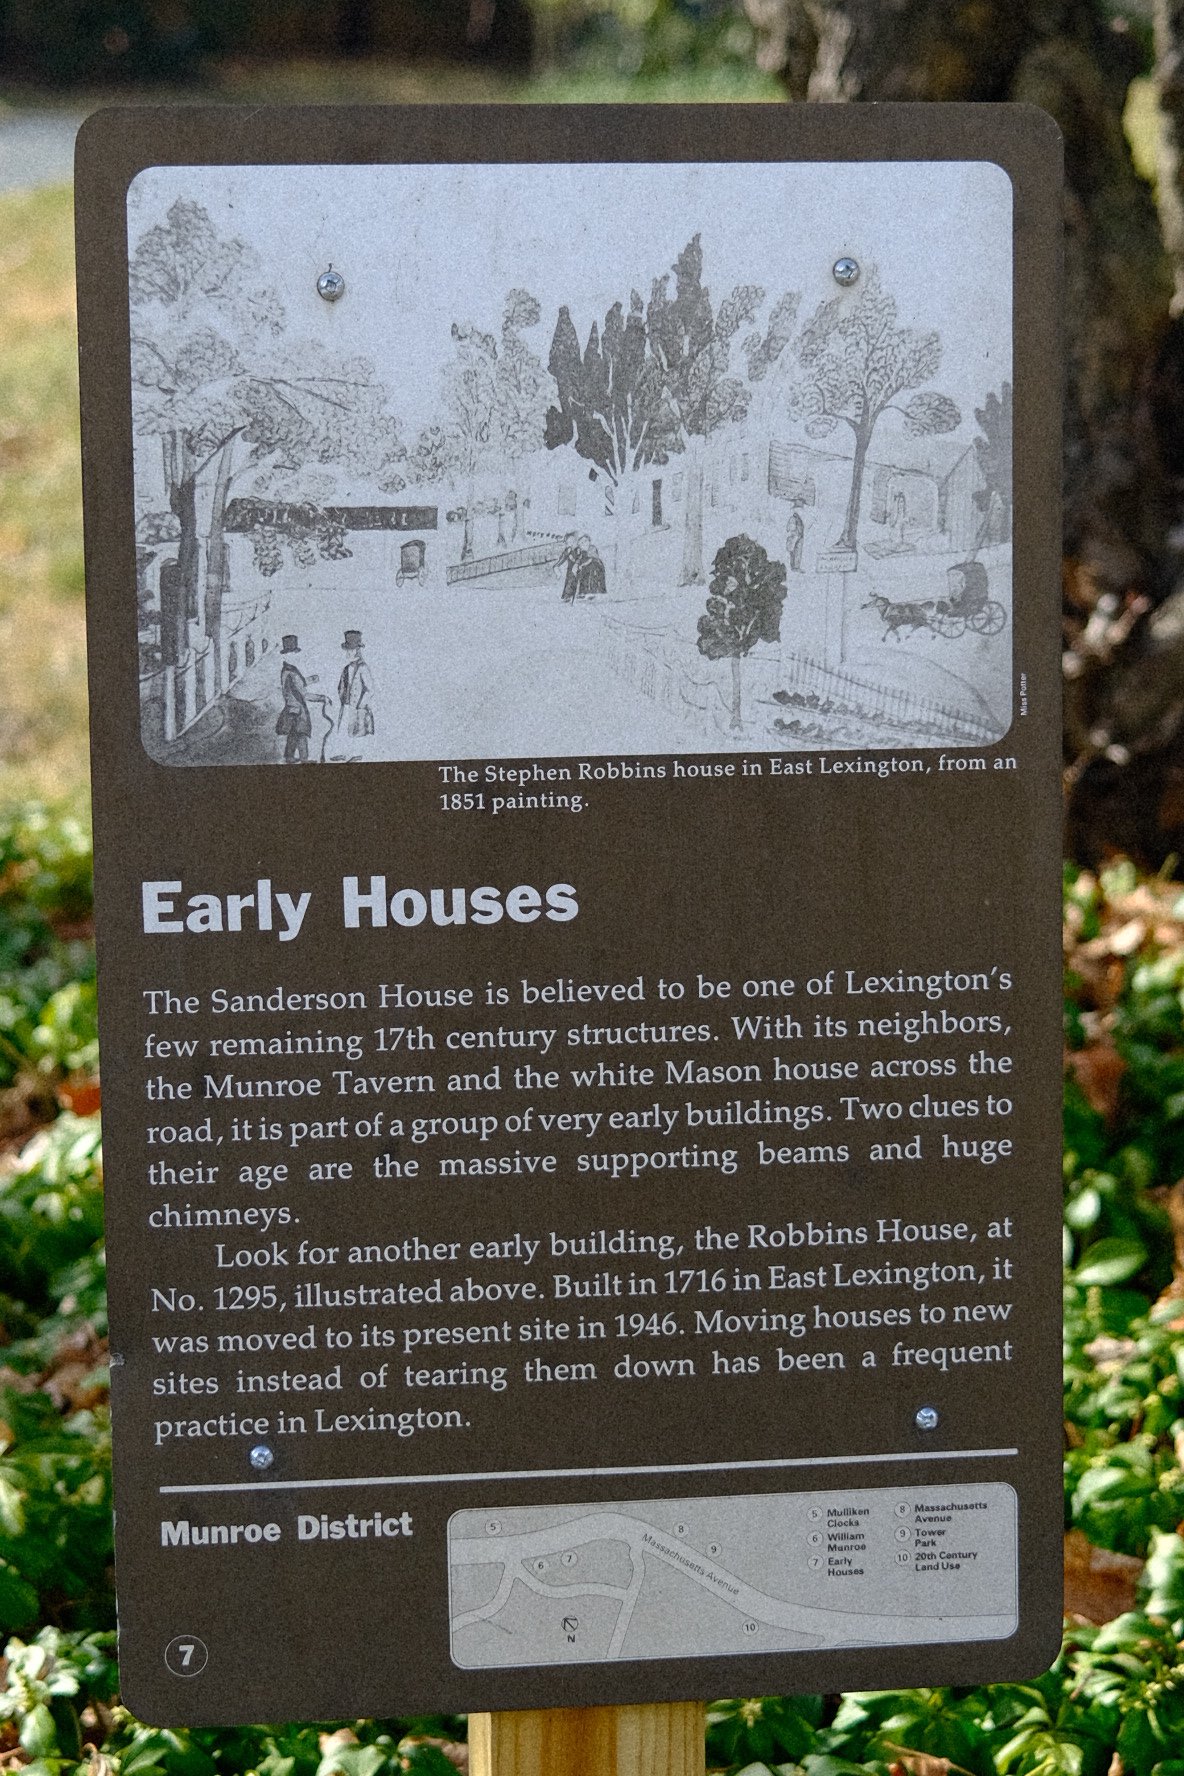 Miss Putter
The Stephen Robbins house in East Lexington, from an
1851 painting.
Early Houses
The Sanderson House is believed to be one of Lexington's
few remaining 17th century structures. With its neighbors,
the Munroe Tavern and the white Mason house across the
road, it is part of a group of very early buildings. Two clues to
their age are the massive supporting beams and huge
chimneys.
Look for another early building, the Robbins House, at
No. 1295, illustrated above. Built in 1716 in East Lexington, it
was moved to its present site in 1946. Moving houses to new
sites instead of tearing them down has been a frequent
practice in Lexington.
Munroe District
7
5
6
7
8
9
10
Massachusetts Avenue
N
5 Mulliken
Clocks
6 William
Munroe
7 Early
Houses
8 Massachusetts
Avenue
9 Tower
Park
10 20th Century
Land Use